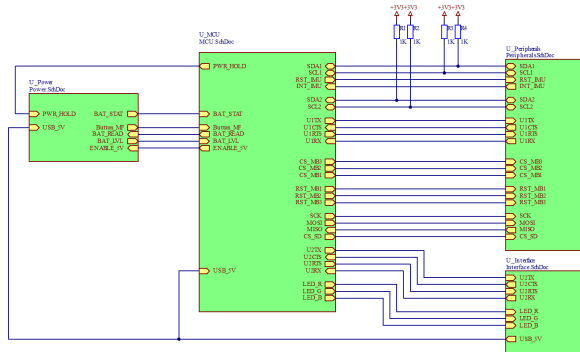 +3V3+3V3
+3V3+3V3
R1
R2
R3
R4
1K
1K
U_MCU
MCU.SchDoc
U_Peripherals
Peripherals.SchDoc
U_Power
Power.SchDoc
PWR_HOLD
BAT_STAT
USB_5V
Button_MF
BAT_READ
BAT_LVL
ENABLE_5V
PWR_HOLD
BAT_STAT
Button_MF
BAT_READ
BAT_LVL
ENABLE_5V
USB_5V
SDA1
SCL1
RST_IMU
INT_IMU
SDA2
SCL2
U1TX
U1CTS
U1RTS
U1RX
CS_MB3
CS_MB2
CS_MB1
RST_MB1
RST_MB2
RST_MB3
SCK
MOSI
MISO
CS_SD
U2TX
U2CTS
U2RTS
U2RX
LED_R
LED_G
LED_B
SDA1
SCL1
RST_IMU
INT_IMU
SDA2
SCL2
U1TX
U1CTS
U1RTS
U1RX
CS_MB3
CS_MB2
CS_MB1
RST_MB1
RST_MB2
RST_MB3
SCK
MOSI
MISO
CS_SD
U_Interface
Interface.SchDoc
U2TX
U2CTS
U2RTS
U2RX
LED_R
LED_G
LED_B
USB_5V